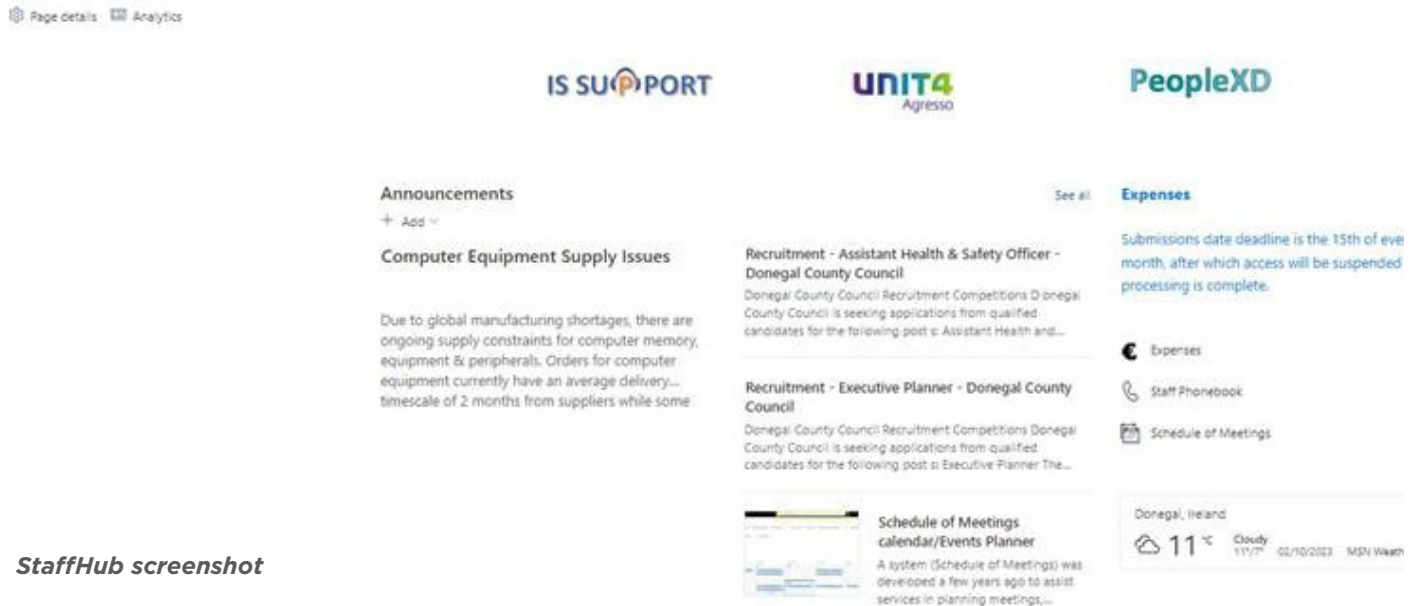 Page details Analytics
IS SUPPORT
UNIT4
Agresso
PeopleXD
Announcements
See all
+ Add
Computer Equipment Supply Issues
Due to global manufacturing shortages, there are
ongoing supply constraints for computer memory,
equipment & peripherals. Orders for computer
equipment currently have an average delivery...
timescale of 2 months from suppliers while some
Recruitment - Assistant Health & Safety Officer -
Donegal County Council
Donegal County Council Recruitment Competitions D onegal
County Council is seeking applications from qualified
candidates for the following post s: Assistant Health and...
Recruitment - Executive Planner - Donegal County
Council
Donegal County Council Recruitment Competitions Donegal
County Council is seeking applications from qualified
candidates for the following post s: Executive Planner The...
Schedule of Meetings
calendar/Events Planner
A system (Schedule of Meetings) was
developed a few years ago to assist
services in planning meetings,...
Expenses
Submissions date deadline is the 15th of ever
month, after which access will be suspended
processing is complete.
€ Expenses
Staff Phonebook
Schedule of Meetings
Donegal, Ireland
11 °C Cloudy
11°/7° 02/10/2023 MSN Weath
StaffHub screenshot